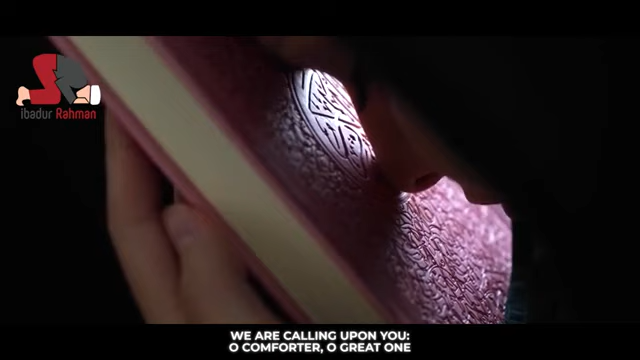 ibadur Rahman
WE ARE CALLING UPON YOU:
O COMFORTER, O GREAT ONE